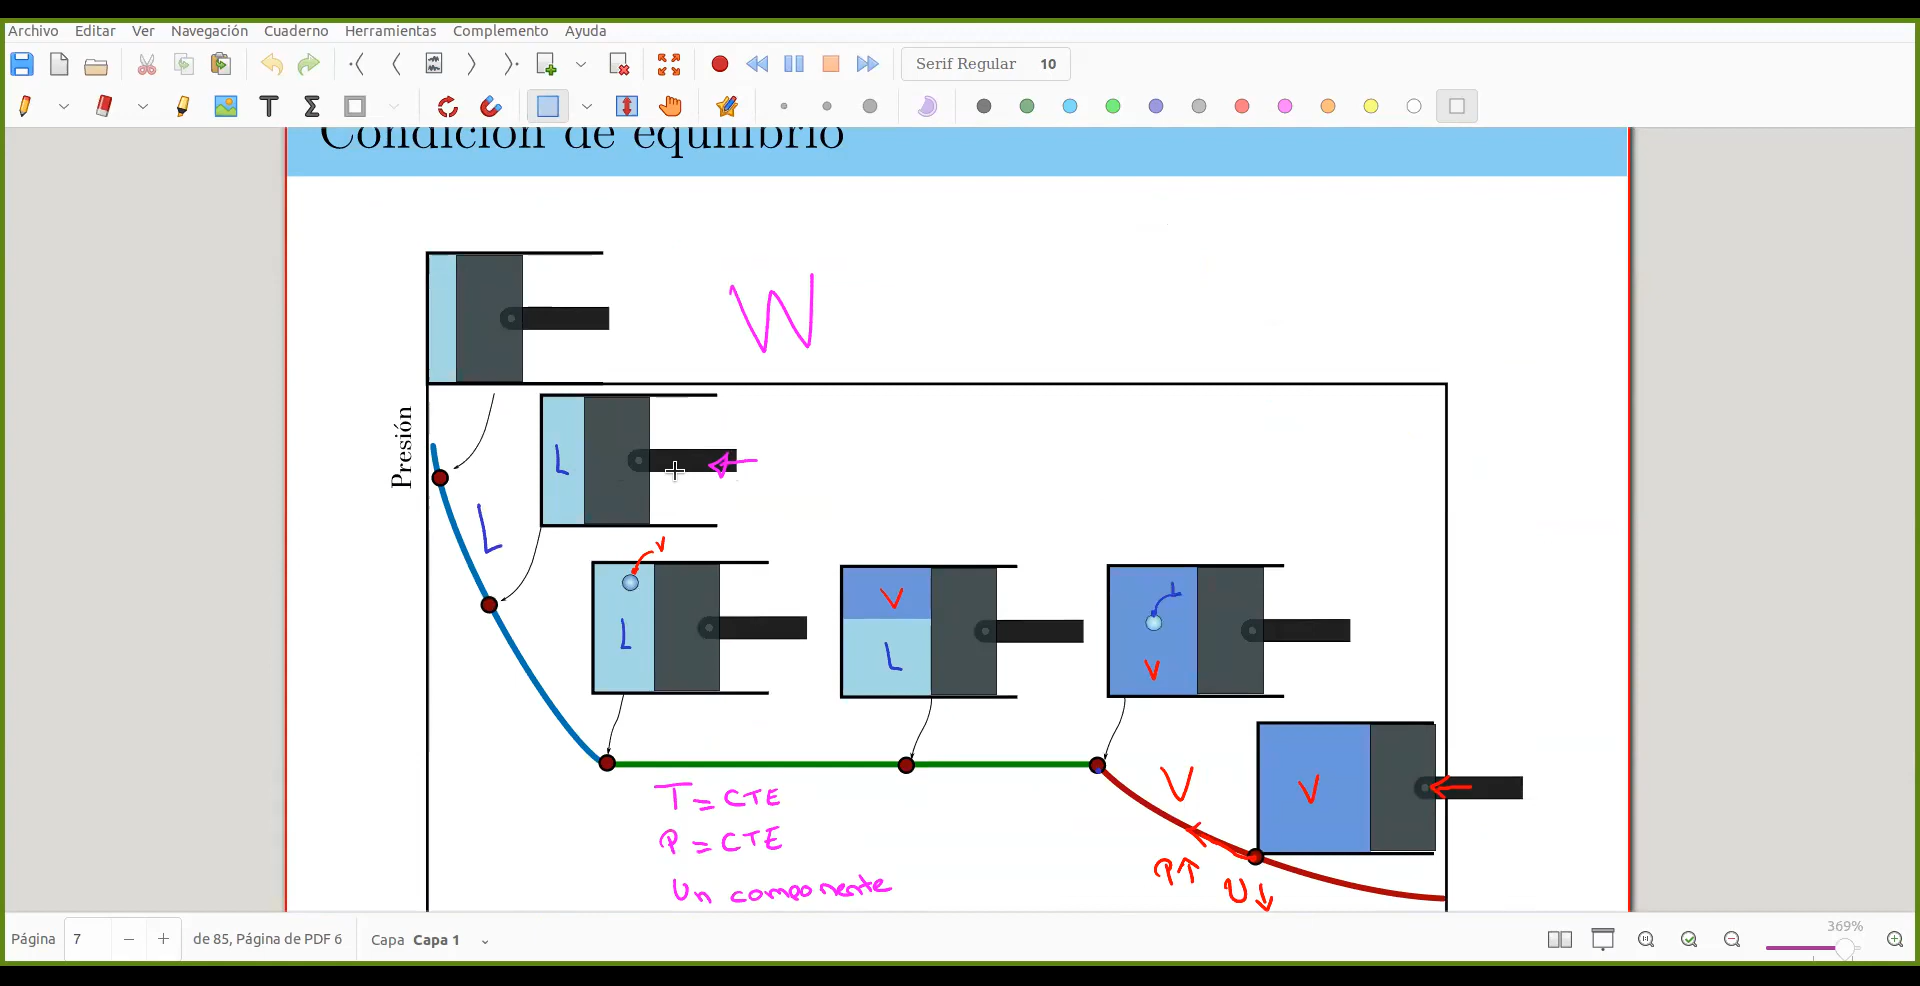 Archivo Editar Ver Navegación Cuaderno Herramientas Complemento Ayuda
Serif Regular 10
Condición de equilibrio
W
Presión
L
L
V
L
V
L
L
V
V
V
T = CTE
P = CTE
Un componente
P↑
U↓
Página 7 de 85, Página de PDF 6 Capa Capa 1
369%